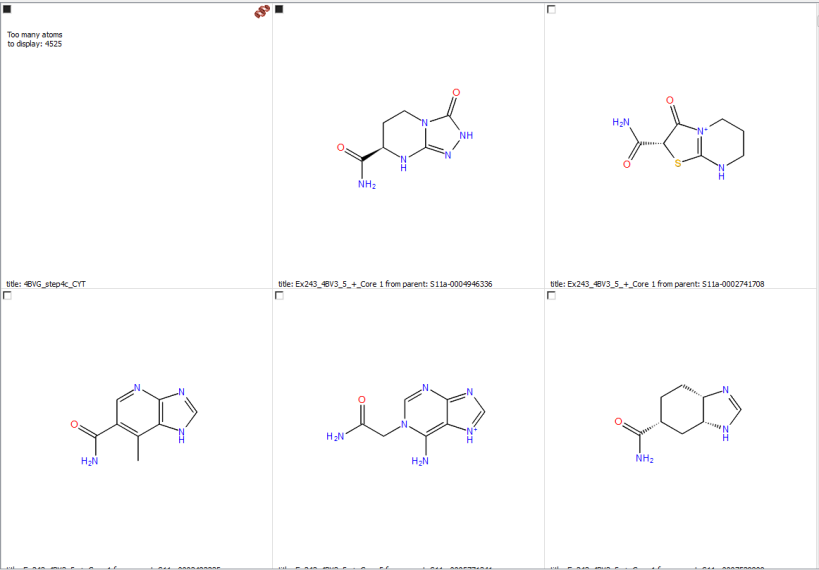 Too many atoms
to display: 4525
title: 4BVG_step4c_CYT
O
N
NH
N
N
H
O
NH2
title: Ex243_4BV3_5_+_Core 1 from parent: S11a-0004946336
O
H2N
N+
O
S
N
H
title: Ex243_4BV3_5_+_Core 1 from parent: S11a-0002741708
N
N
O
N
H
H2N
O
N
N
H2N
N
N+
H
H2N
N
O
N
H
NH2